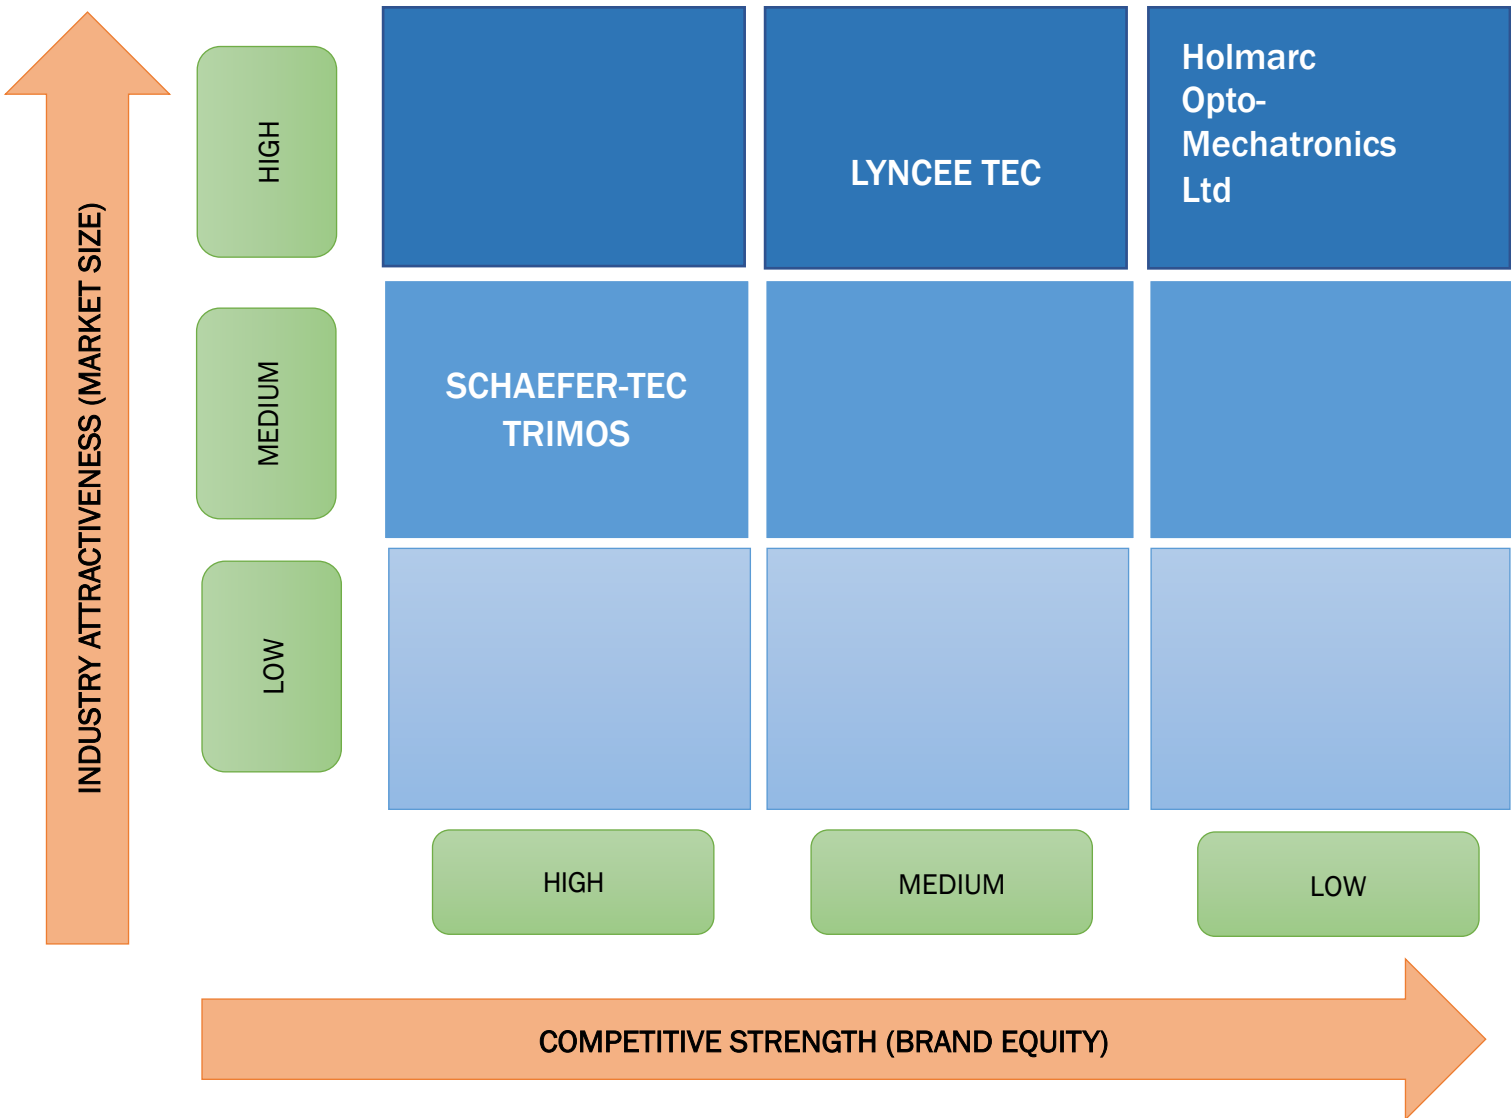 INDUSTRY ATTRACTIVENESS (MARKET SIZE)
HIGH
LYNCEE TEC
Holmarc
Opto-
Mechatronics
Ltd
MEDIUM
SCHAEFER-TEC
TRIMOS
LOW
HIGH
MEDIUM
LOW
COMPETITIVE STRENGTH (BRAND EQUITY)